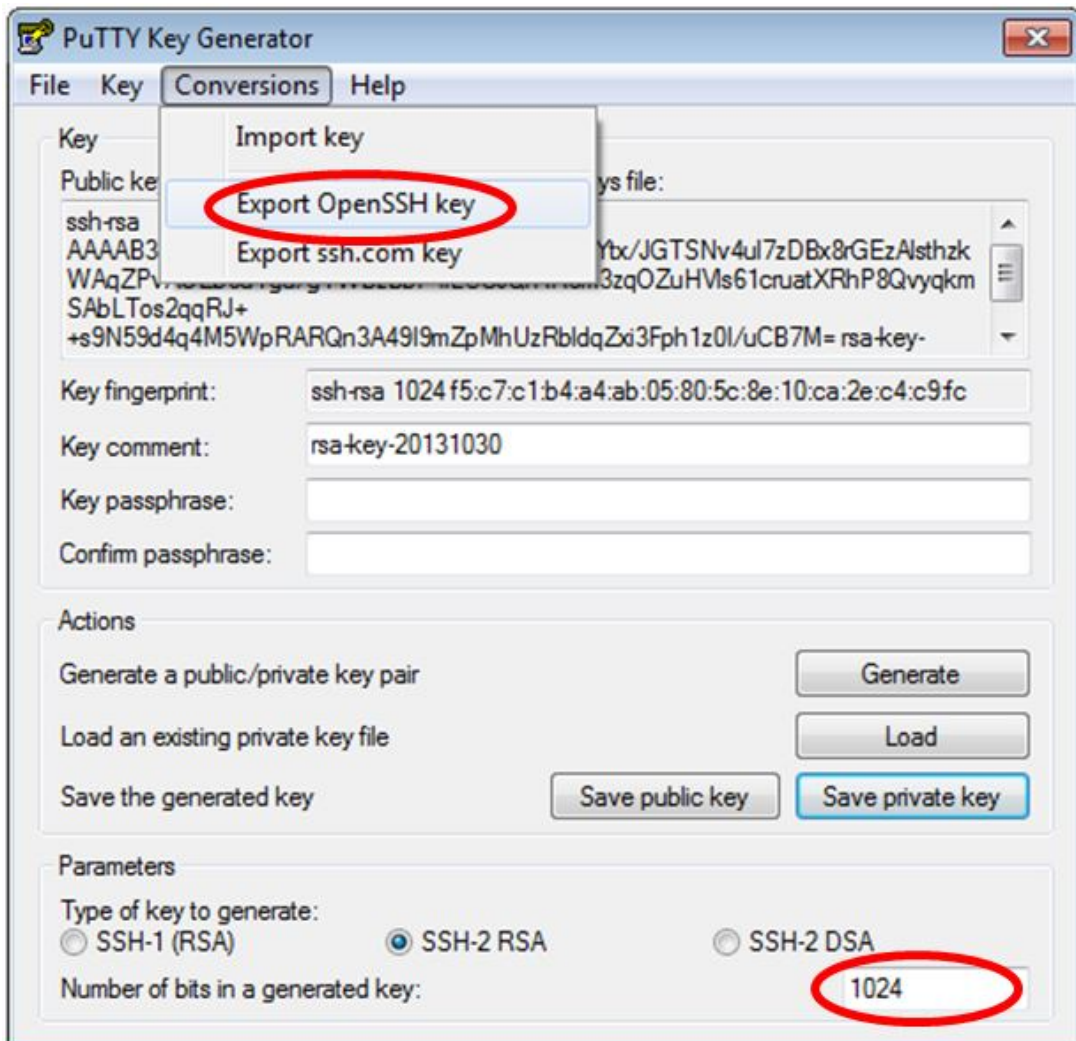 PuTTY Key Generator
File Key Conversions Help
Import key
Export OpenSSH key
Export ssh.com key
Key
Public ke ys file:
ssh-rsa
AAAAB3
SAbLTos2qqRJ+
rsa-key-
Key fingerprint: ssh-rsa 1024 f5:c7:c1:b4:a4:ab:05:80:5c:8e:10:ca:2e:c4:c9:fc
Key comment: rsa-key-20131030
Key passphrase:
Confirm passphrase:
Actions
Generate a public/private key pair Generate
Load an existing private key file Load
Save the generated key Save public key Save private key
Parameters
Type of key to generate:
SSH-1 (RSA) SSH-2 RSA SSH-2 DSA
Number of bits in a generated key: 1024